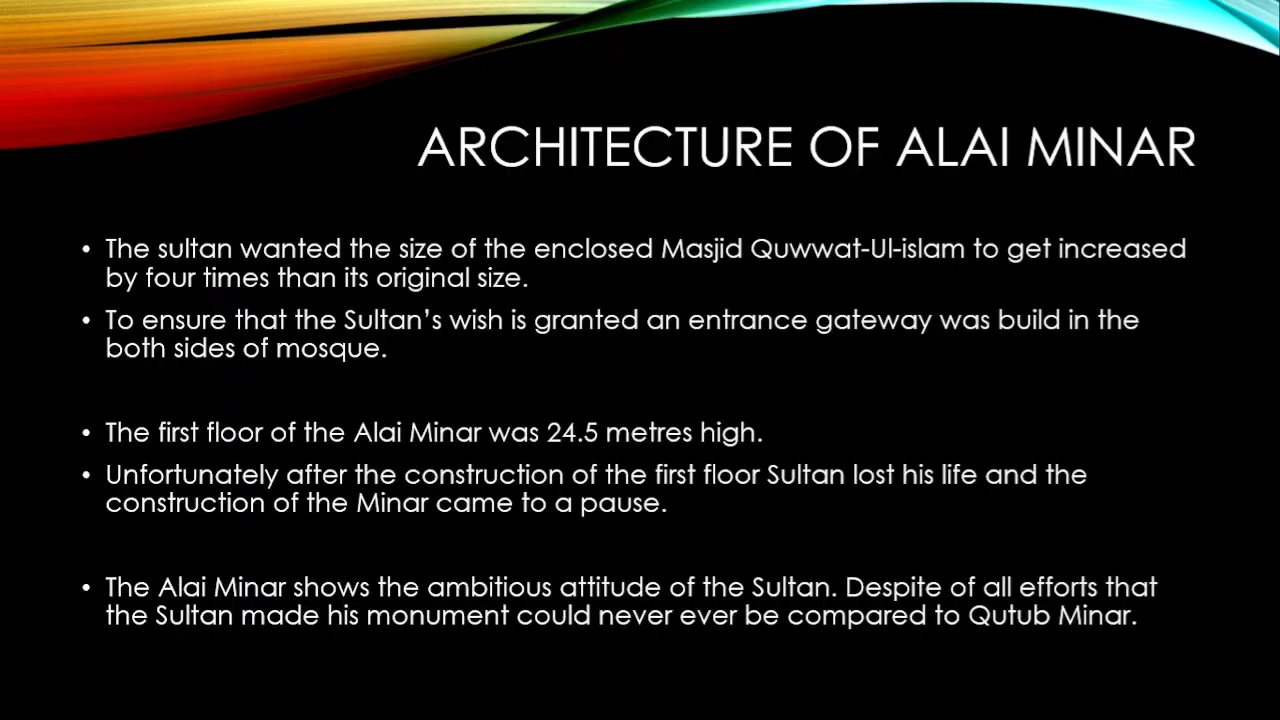 ARCHITECTURE OF ALAI MINAR
• The sultan wanted the size of the enclosed Masjid Quwwat-Ul-islam to get increased
by four times than its original size.
• To ensure that the Sultan's wish is granted an entrance gateway was build in the
both sides of mosque.
• The first floor of the Alai Minar was 24.5 metres high.
• Unfortunately after the construction of the first floor Sultan lost his life and the
construction of the Minar came to a pause.
• The Alai Minar shows the ambitious attitude of the Sultan. Despite of all efforts that
the Sultan made his monument could never ever be compared to Qutub Minar.